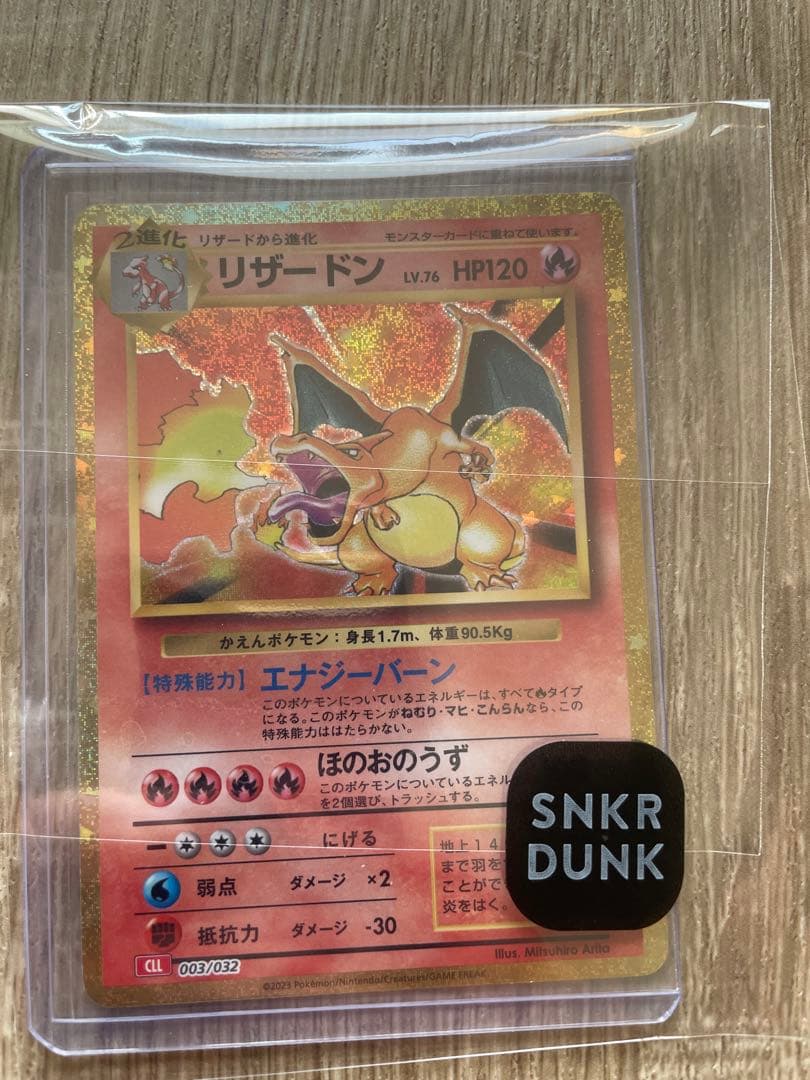 2進化 リザードから進化 モンスターカードに重ねて使います。
リザードン LV.76 HP120
かえんポケモン：身長1.7m、体重90.5Kg
【特殊能力】エナジーバーン
このポケモンについているエネルギーは、すべて タイプ
になる。このポケモンがねむり・マヒ・こんらんなら、この
特殊能力ははたらかない。
ほのおのうず
このポケモンについているエネル
を2個選び、トラッシュする。
にげる
弱点 ダメージ ×2
抵抗力 ダメージ -30
地上14
まで羽を
ことがで
炎をはく。
SNKR
DUNK
Illus. Mitsuhiro Arita
CLL 003/032
©2023 Pokémon/Nintendo/Creatures/GAME FREAK